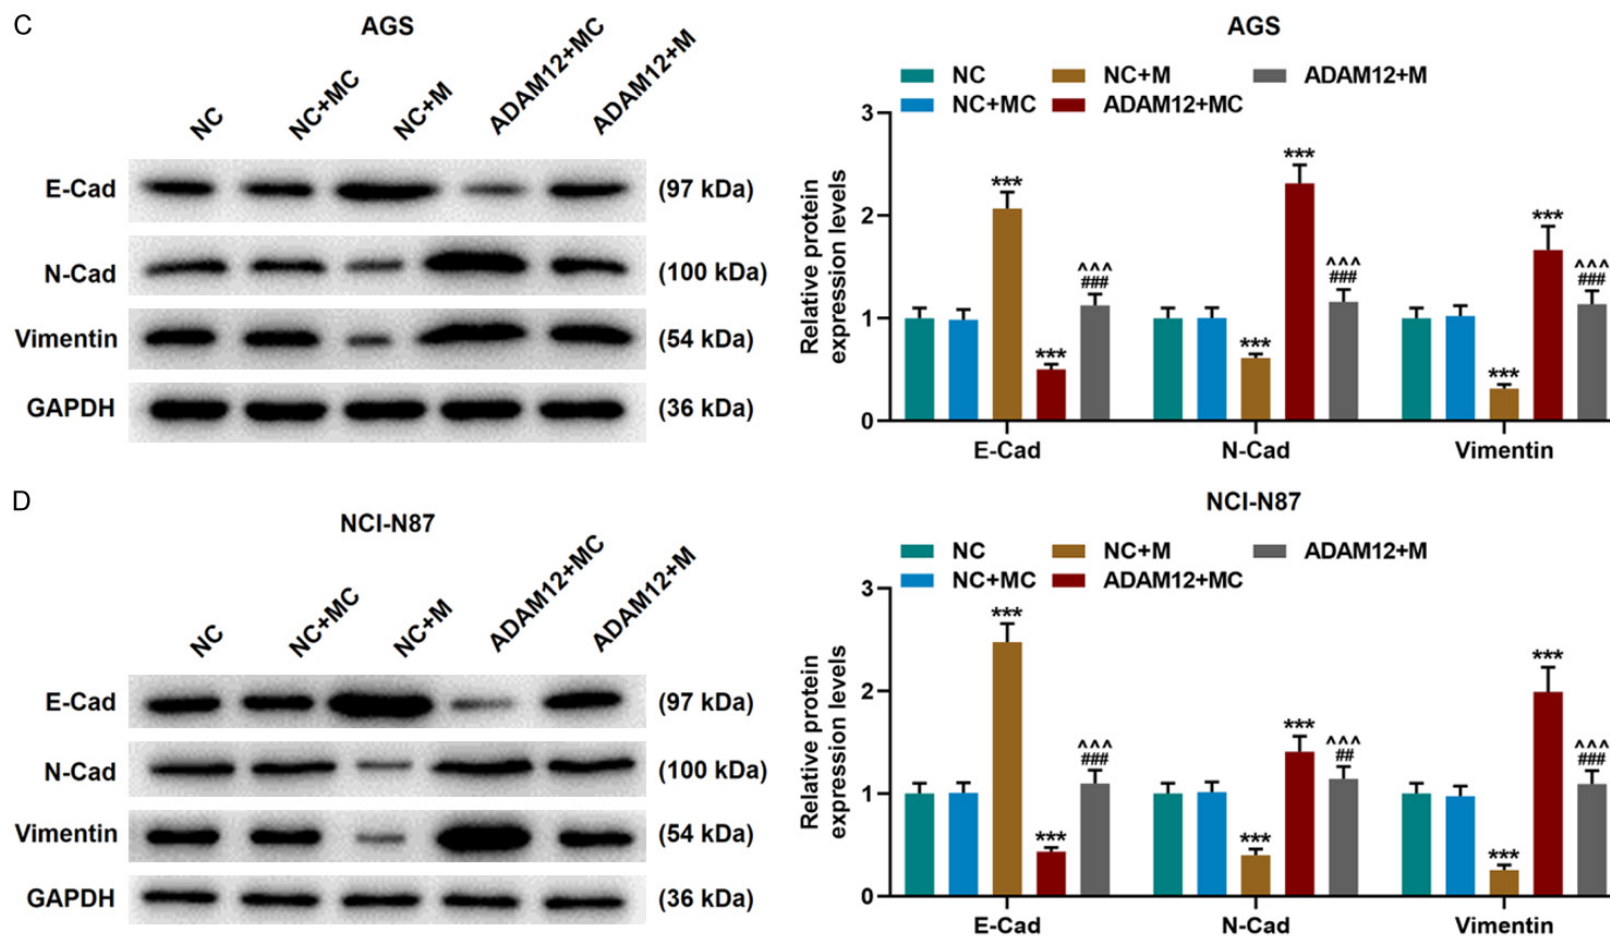 C
AGS
NC
NC+MC
NC+M
ADAM12+MC
ADAM12+M
E-Cad
(97 kDa)
N-Cad
(100 kDa)
Vimentin
(54 kDa)
GAPDH
(36 kDa)
AGS
NC
NC+M
ADAM12+M
NC+MC
ADAM12+MC
Relative protein
expression levels
3
2
1
0
***
***
^^^
###
***
***
^^^
###
***
***
^^^
###
E-Cad
N-Cad
Vimentin
D
NCI-N87
NC
NC+MC
NC+M
ADAM12+MC
ADAM12+M
E-Cad
(97 kDa)
N-Cad
(100 kDa)
Vimentin
(54 kDa)
GAPDH
(36 kDa)
NCI-N87
NC
NC+M
ADAM12+M
NC+MC
ADAM12+MC
Relative protein
expression levels
3
2
1
0
***
***
^^^
###
***
***
^^^
##
***
***
^^^
###
E-Cad
N-Cad
Vimentin